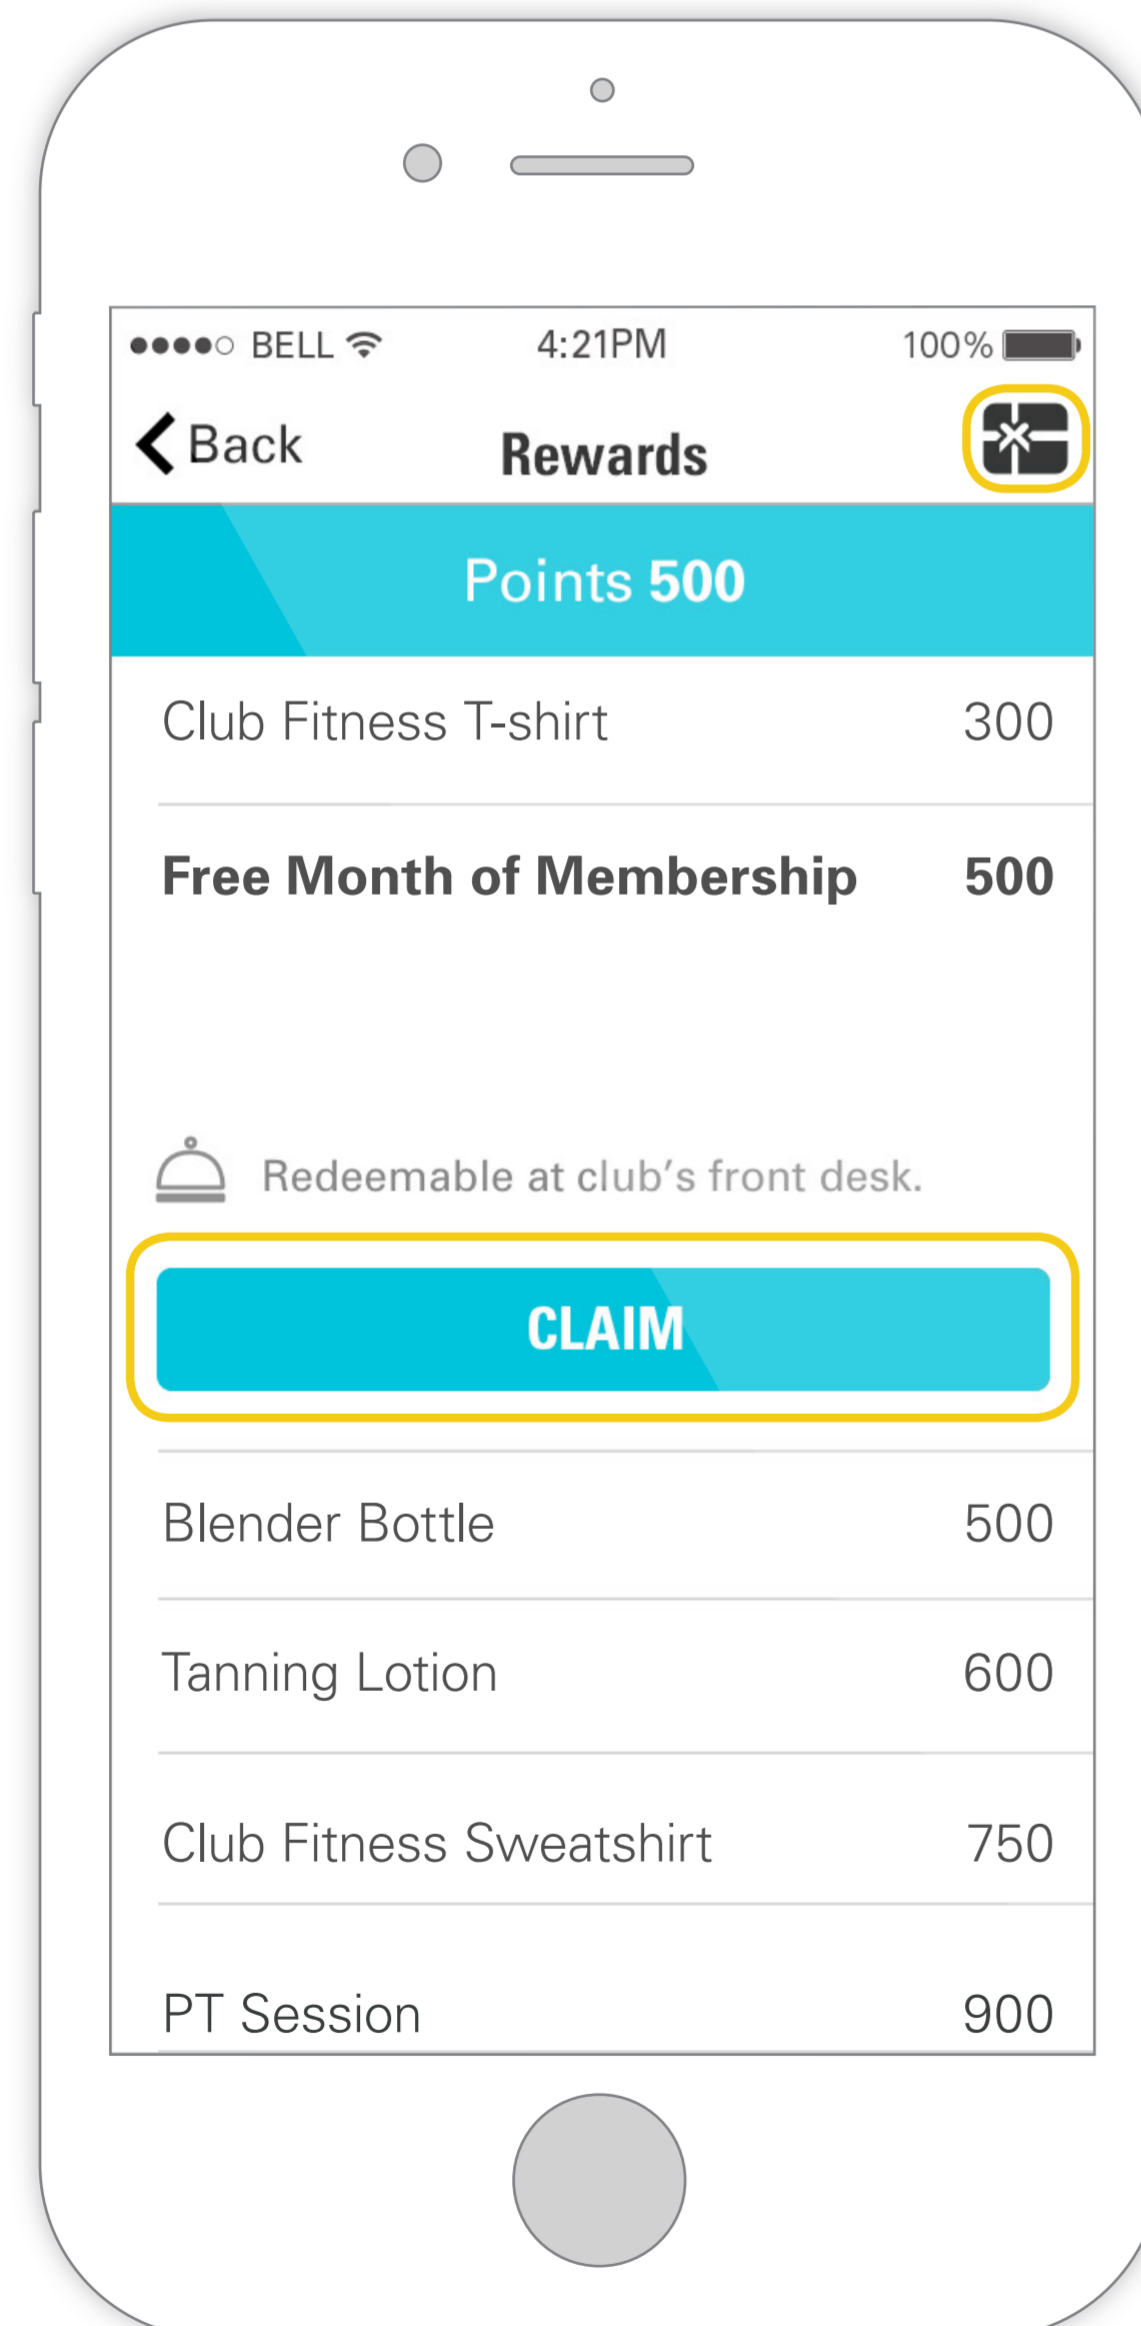 BELL 4:21PM 100%
Back Rewards
Points 500
Club Fitness T-shirt 300
Free Month of Membership 500
Redeemable at club's front desk.
CLAIM
Blender Bottle 500
Tanning Lotion 600
Club Fitness Sweatshirt 750
PT Session 900